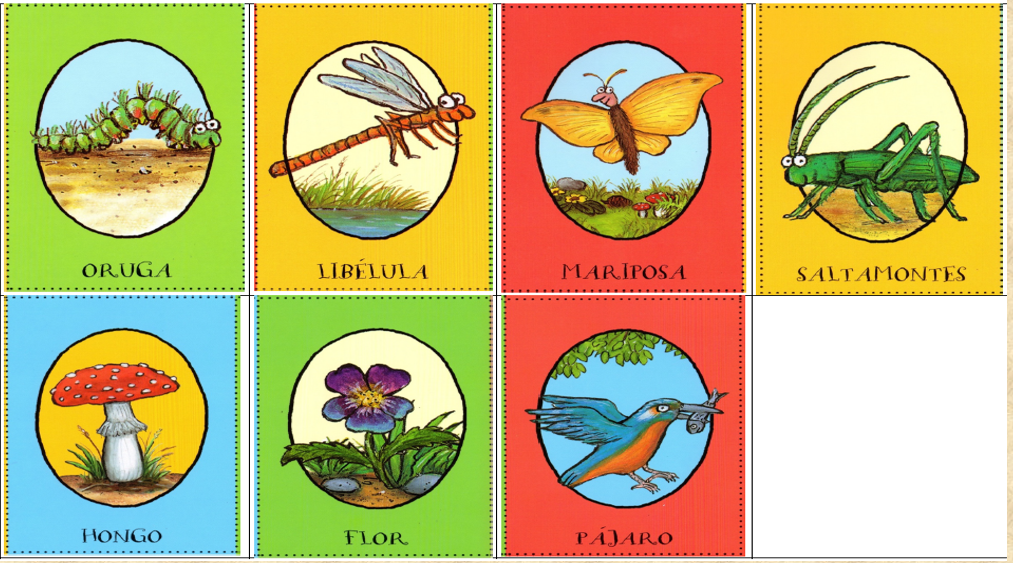 ORUGA
LIBÉLULA
MARIPOSA
SALTAMONTES
HONGO
FLOR
PÁJARO